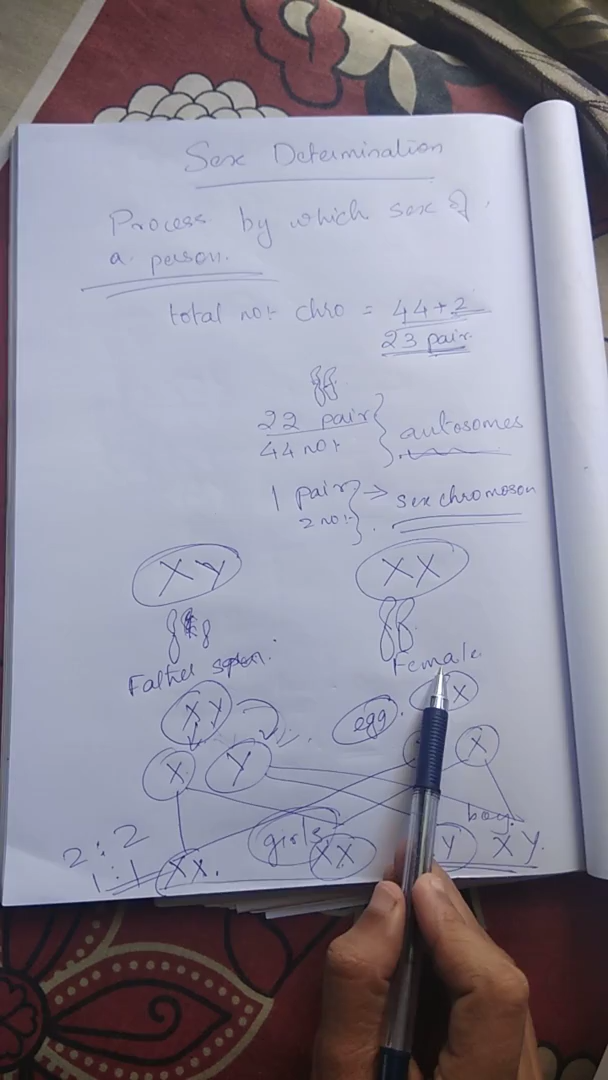 Sex Determination
Process by which sex of
a person.
total no:- chro = 44+2
23 pair
22 pair
44 no:-
autosomes
1 pair → sex chromoson
2 no:-
XY XX
Father
Female
XY egg. X
X Y X
2:2 girls boy
1:1 XX. XX Y XY.